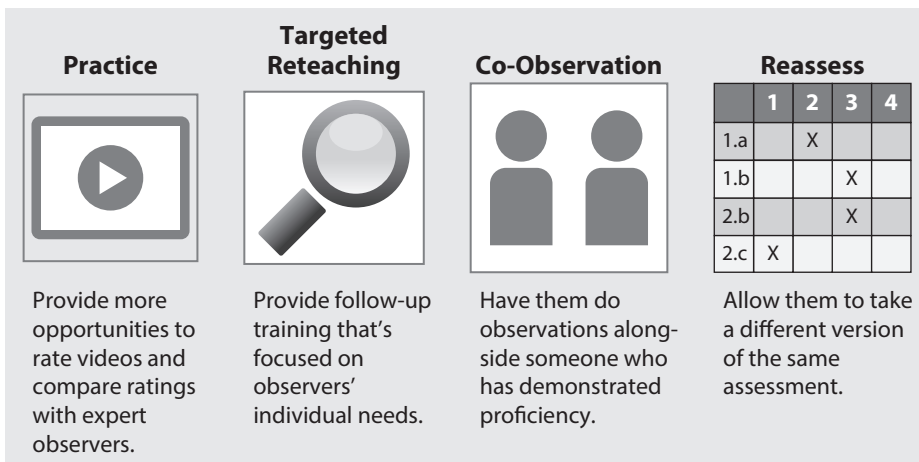 Practice
Provide more
opportunities to
rate videos and
compare ratings
with expert
observers.
Targeted
Reteaching
Provide follow-up
training that's
focused on
observers'
individual needs.
Co-Observation
Have them do
observations along-
side someone who
has demonstrated
proficiency.
Reassess
1 2 3 4
1.a X
1.b X
2.b X
2.c X
Allow them to take
a different version
of the same
assessment.